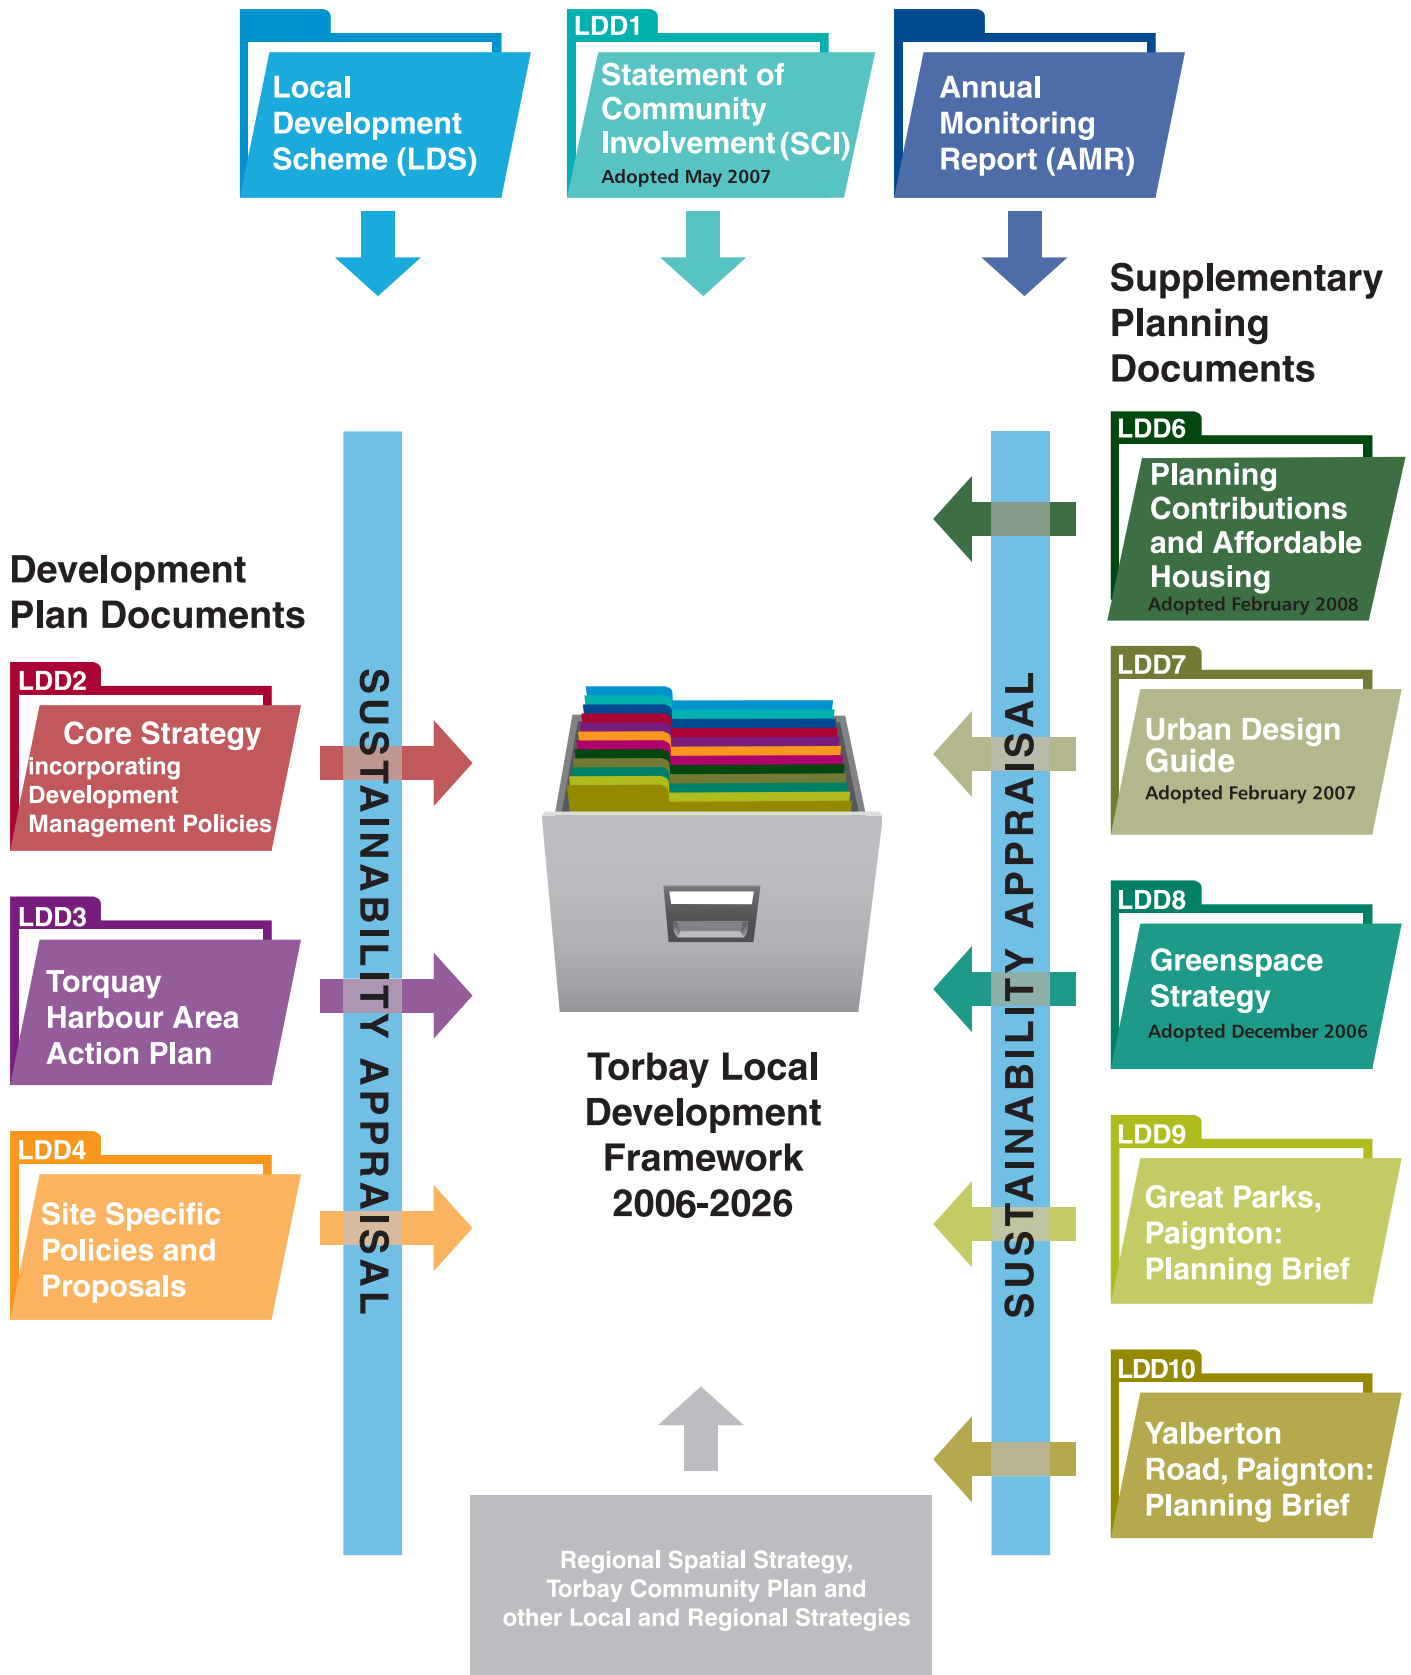 Local
Development
Scheme (LDS)
LDD1
Statement of
Community
Involvement (SCI)
Adopted May 2007
Annual
Monitoring
Report (AMR)
Development
Plan Documents
LDD2
Core Strategy
incorporating
Development
Management Policies
LDD3
Torquay
Harbour Area
Action Plan
LDD4
Site Specific
Policies and
Proposals
SUSTAINABILITY APPRAISAL
Torbay Local
Development
Framework
2006-2026
Regional Spatial Strategy,
Torbay Community Plan and
other Local and Regional Strategies
SUSTAINABILITY APPRAISAL
Supplementary
Planning
Documents
LDD6
Planning
Contributions
and Affordable
Housing
Adopted February 2008
LDD7
Urban Design
Guide
Adopted February 2007
LDD8
Greenspace
Strategy
Adopted December 2006
LDD9
Great Parks,
Paignton:
Planning Brief
LDD10
Yalberton
Road, Paignton:
Planning Brief